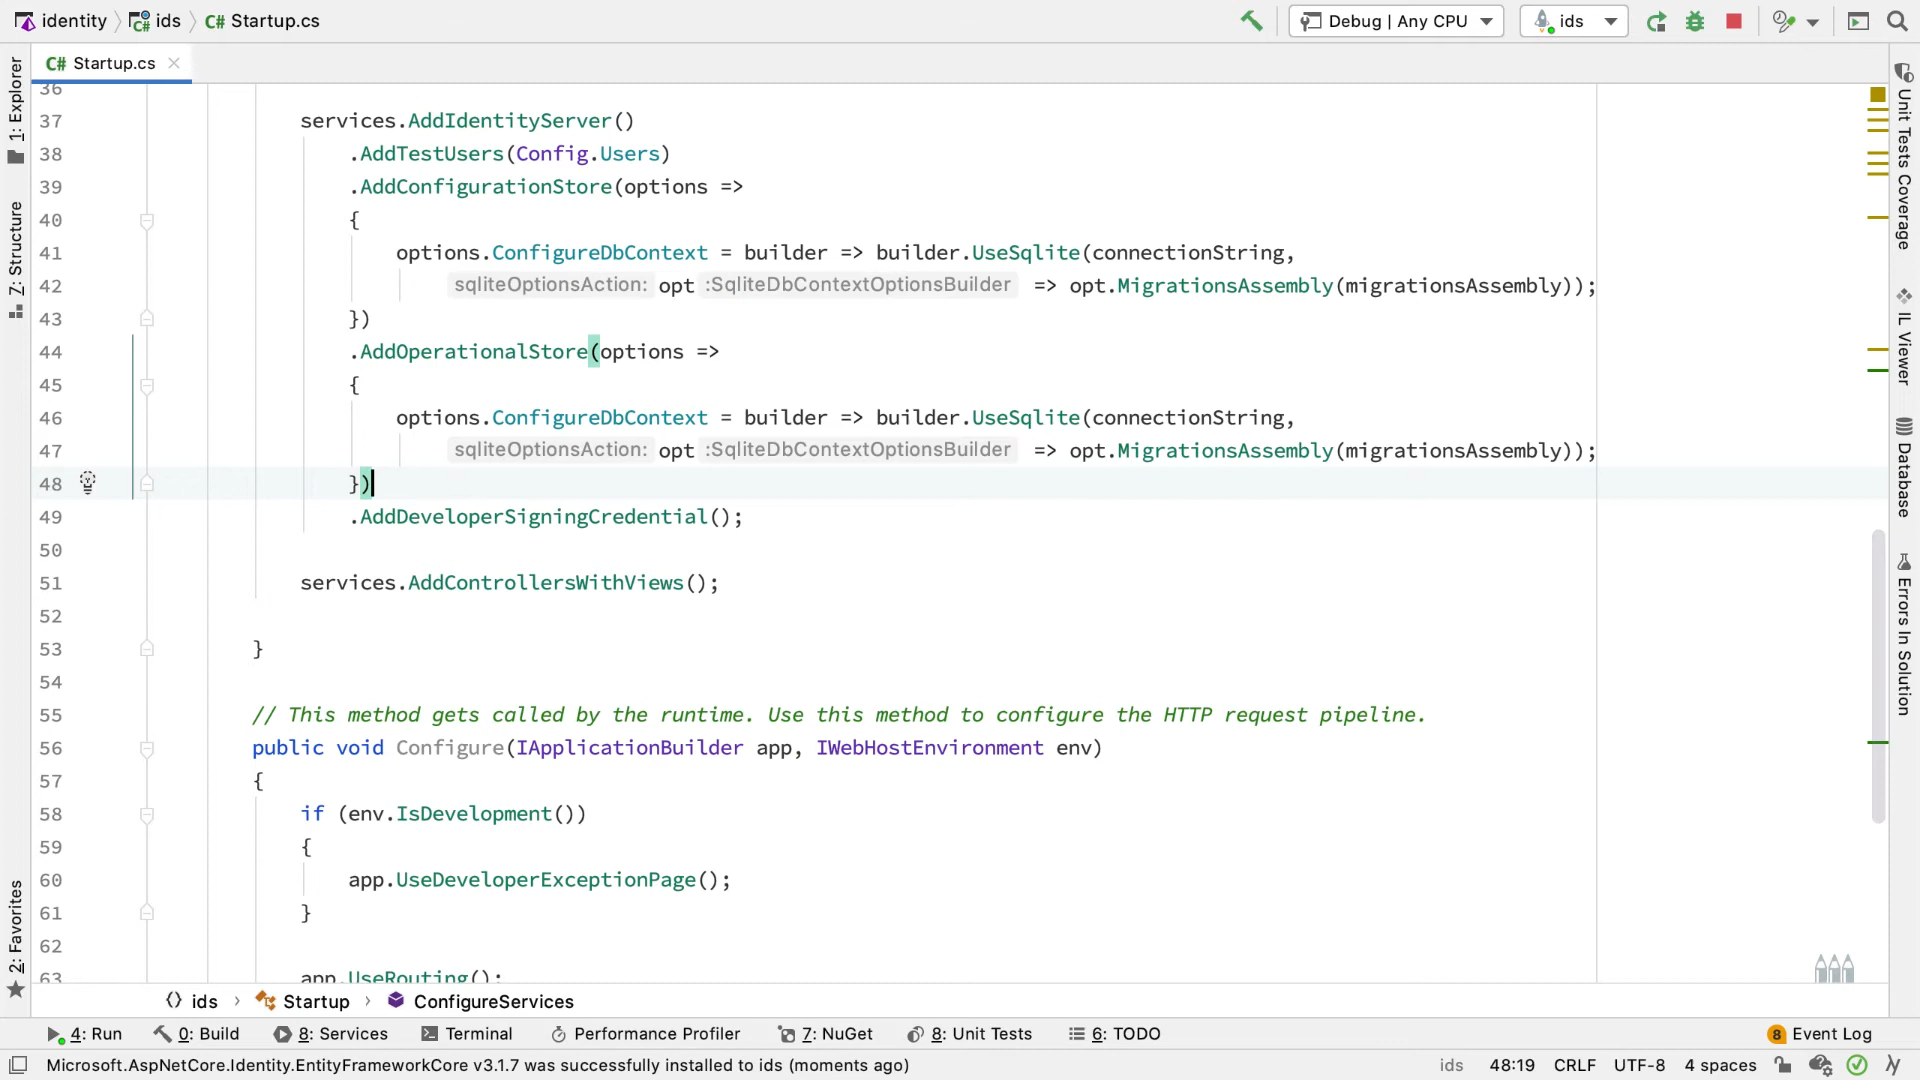 identity ids C# Startup.cs Debug | Any CPU ids
C# Startup.cs
36
37 services.AddIdentityServer()
38 .AddTestUsers(Config.Users)
39 .AddConfigurationStore(options =>
40 {
41 options.ConfigureDbContext = builder => builder.UseSqlite(connectionString,
42 sqliteOptionsAction: opt :SqliteDbContextOptionsBuilder => opt.MigrationsAssembly(migrationsAssembly));
43 })
44 .AddOperationalStore(options =>
45 {
46 options.ConfigureDbContext = builder => builder.UseSqlite(connectionString,
47 sqliteOptionsAction: opt :SqliteDbContextOptionsBuilder => opt.MigrationsAssembly(migrationsAssembly));
48 })
49 .AddDeveloperSigningCredential();
50
51 services.AddControllersWithViews();
52
53 }
54
55 // This method gets called by the runtime. Use this method to configure the HTTP request pipeline.
56 public void Configure(IApplicationBuilder app, IWebHostEnvironment env)
57 {
58 if (env.IsDevelopment())
59 {
60 app.UseDeveloperExceptionPage();
61 }
62
63 app.UseRouting();
1: Explorer
7: Structure
2: Favorites
Unit Tests Coverage
IL Viewer
Database
Errors In Solution
ids Startup ConfigureServices
4: Run 0: Build 8: Services Terminal Performance Profiler 7: NuGet 8: Unit Tests 6: TODO 8 Event Log
Microsoft.AspNetCore.Identity.EntityFrameworkCore v3.1.7 was successfully installed to ids (moments ago) ids 48:19 CRLF UTF-8 4 spaces